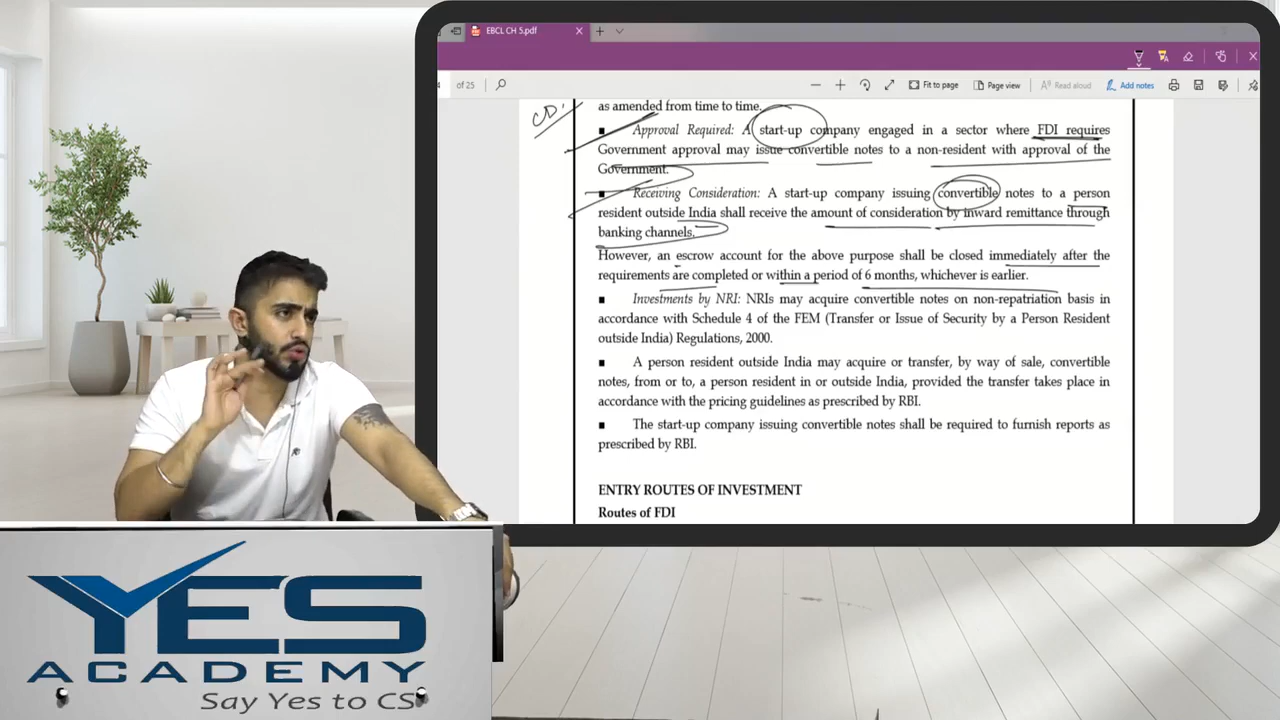 EBCL CH 5.pdf
of 25
Fit to page
Page view
Read aloud
Add notes
as amended from time to time.
CD.
■ Approval Required: A start-up company engaged in a sector where FDI requires
Government approval may issue convertible notes to a non-resident with approval of the
Government.
■ Receiving Consideration: A start-up company issuing convertible notes to a person
resident outside India shall receive the amount of consideration by inward remittance through
banking channels.
However, an escrow account for the above purpose shall be closed immediately after the
requirements are completed or within a period of 6 months, whichever is earlier.
■ Investments by NRI: NRIs may acquire convertible notes on non-repatriation basis in
accordance with Schedule 4 of the FEM (Transfer or Issue of Security by a Person Resident
outside India) Regulations, 2000.
■ A person resident outside India may acquire or transfer, by way of sale, convertible
notes, from or to, a person resident in or outside India, provided the transfer takes place in
accordance with the pricing guidelines as prescribed by RBI.
■ The start-up company issuing convertible notes shall be required to furnish reports as
prescribed by RBI.
ENTRY ROUTES OF INVESTMENT
Routes of FDI
YES
ACADEMY
Say Yes to CS